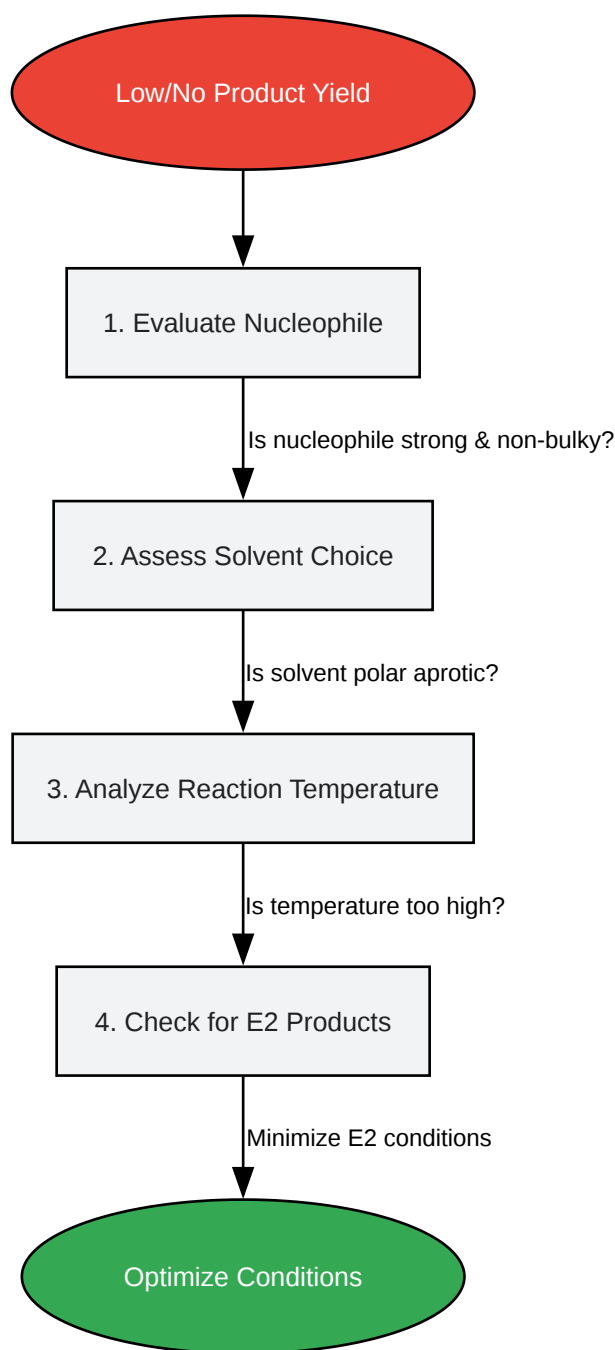 Low/No Product Yield
1. Evaluate Nucleophile
Is nucleophile strong & non-bulky?
2. Assess Solvent Choice
Is solvent polar aprotic?
3. Analyze Reaction Temperature
Is temperature too high?
4. Check for E2 Products
Minimize E2 conditions
Optimize Conditions